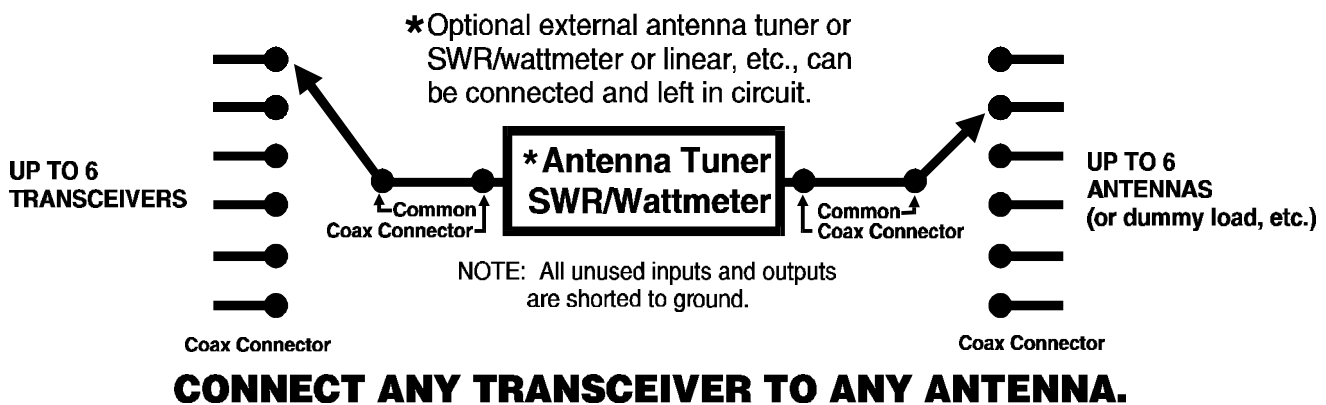 *Optional external antenna tuner or
SWR/wattmeter or linear, etc., can
be connected and left in circuit.
UP TO 6
TRANSCEIVERS
*Antenna Tuner
SWR/Wattmeter
Common
Coax Connector
Common
Coax Connector
UP TO 6
ANTENNAS
(or dummy load, etc.)
NOTE: All unused inputs and outputs
are shorted to ground.
Coax Connector
Coax Connector
CONNECT ANY TRANSCEIVER TO ANY ANTENNA.